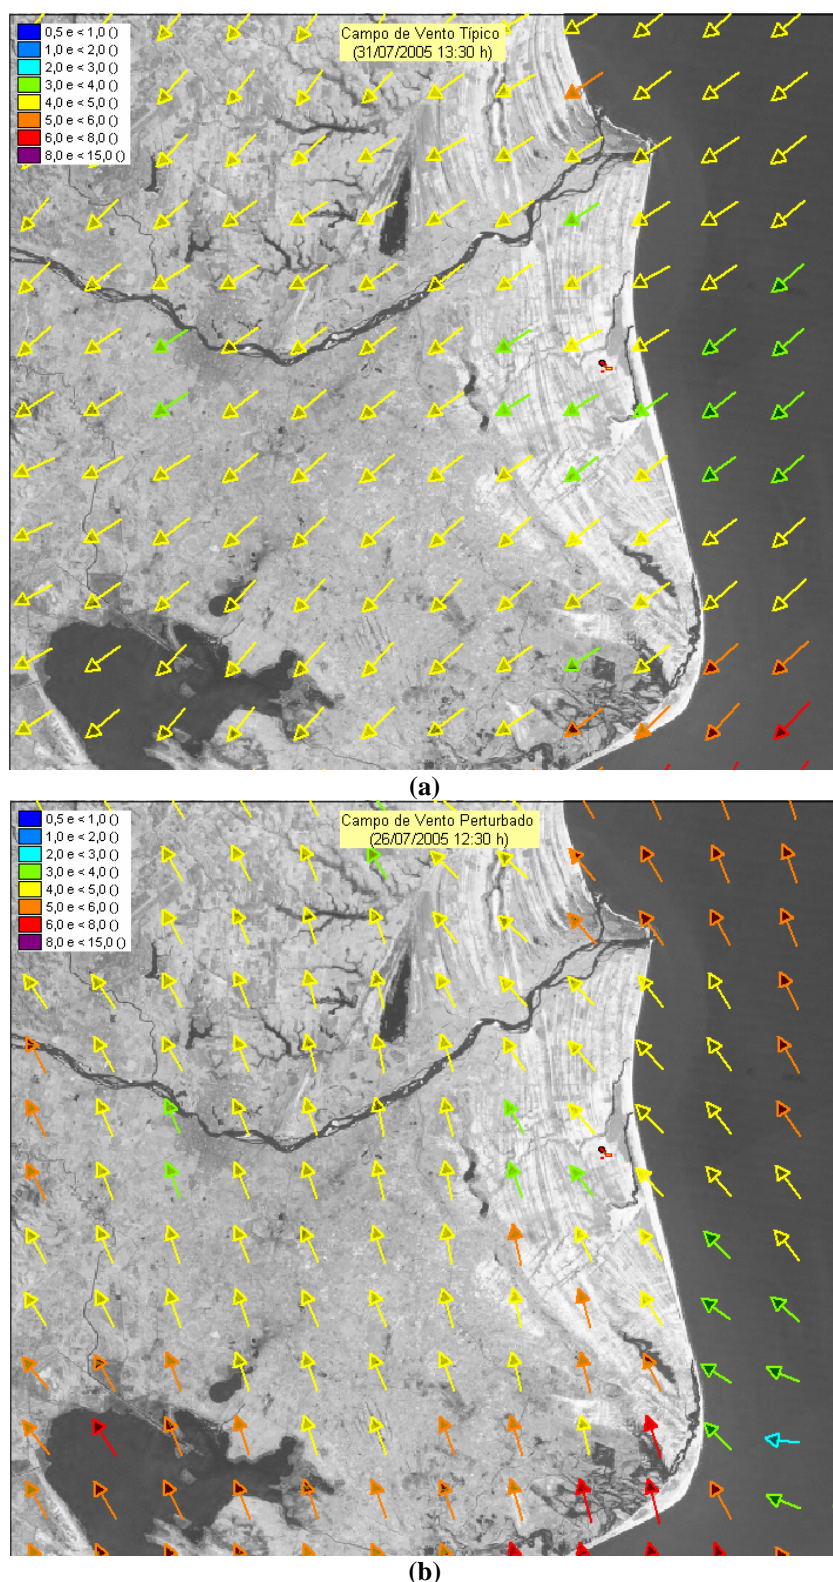 0,5 e < 1,0 ()
1,0 e < 2,0 ()
2,0 e < 3,0 ()
3,0 e < 4,0 ()
4,0 e < 5,0 ()
5,0 e < 6,0 ()
6,0 e < 8,0 ()
8,0 e < 15,0 ()
Campo de Vento Típico
(31/07/2005 13:30 h)
(a)
0,5 e < 1,0 ()
1,0 e < 2,0 ()
2,0 e < 3,0 ()
3,0 e < 4,0 ()
4,0 e < 5,0 ()
5,0 e < 6,0 ()
6,0 e < 8,0 ()
8,0 e < 15,0 ()
Campo de Vento Perturbado
(26/07/2005 12:30 h)
(b)